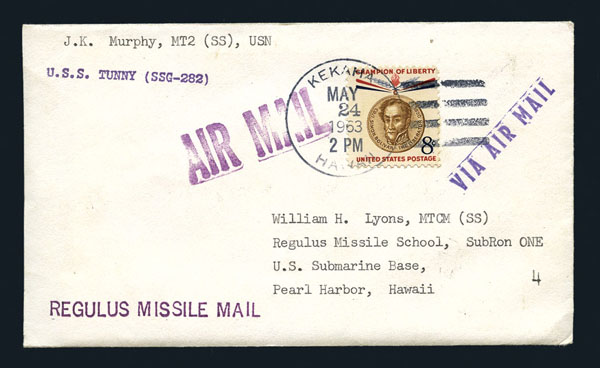 J.K. Murphy, MT2 (SS), USN
U.S.S. TUNNY (SSG-282)
AIR MAIL
KEKAHA
MAY
24
1963
2 PM
HAWAII
CHAMPION OF LIBERTY
8¢
UNITED STATES POSTAGE
VIA AIR MAIL
William H. Lyons, MTCM (SS)
Regulus Missile School, SubRon ONE
U.S. Submarine Base,
Pearl Harbor, Hawaii
4
REGULUS MISSILE MAIL